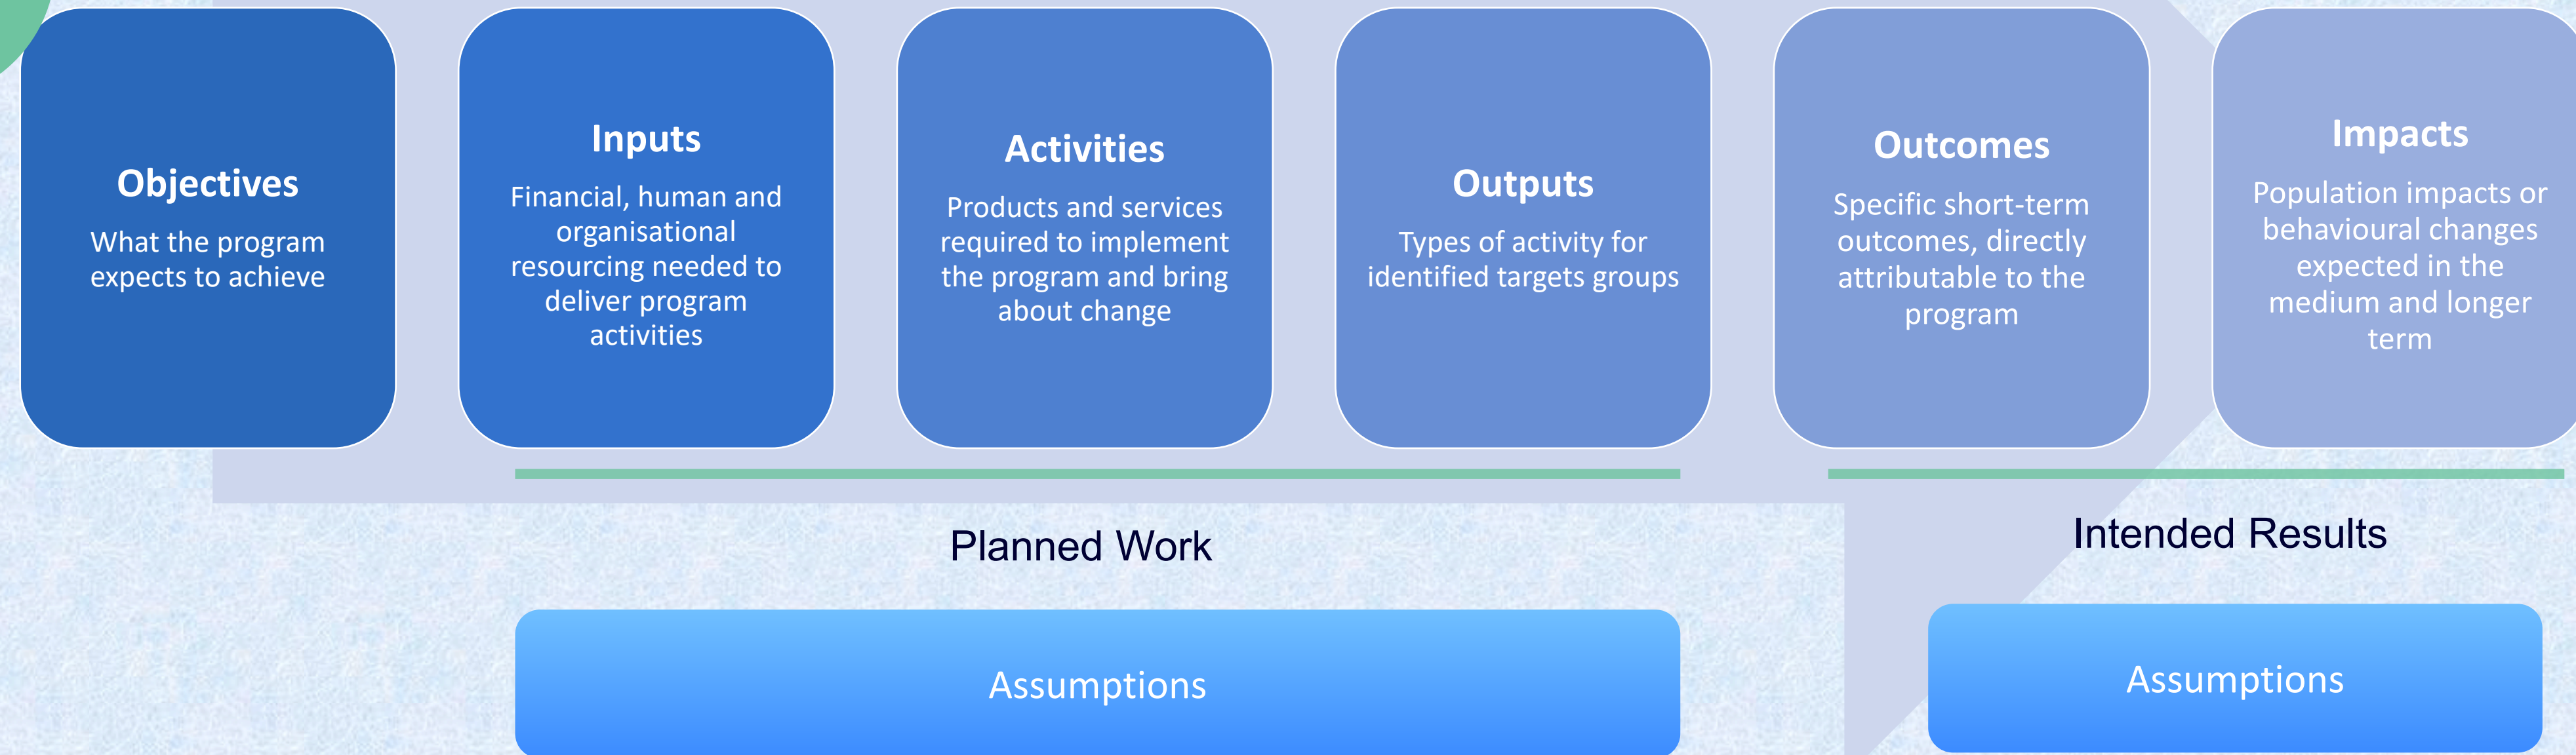 Objectives
What the program
expects to achieve
Inputs
Financial, human and
organisational
resourcing needed to
deliver program
activities
Activities
Products and services
required to implement
the program and bring
about change
Outputs
Types of activity for
identified targets groups
Outcomes
Specific short-term
outcomes, directly
attributable to the
program
Impacts
Population impacts or
behavioural changes
expected in the
medium and longer
term
Planned Work
Intended Results
Assumptions
Assumptions